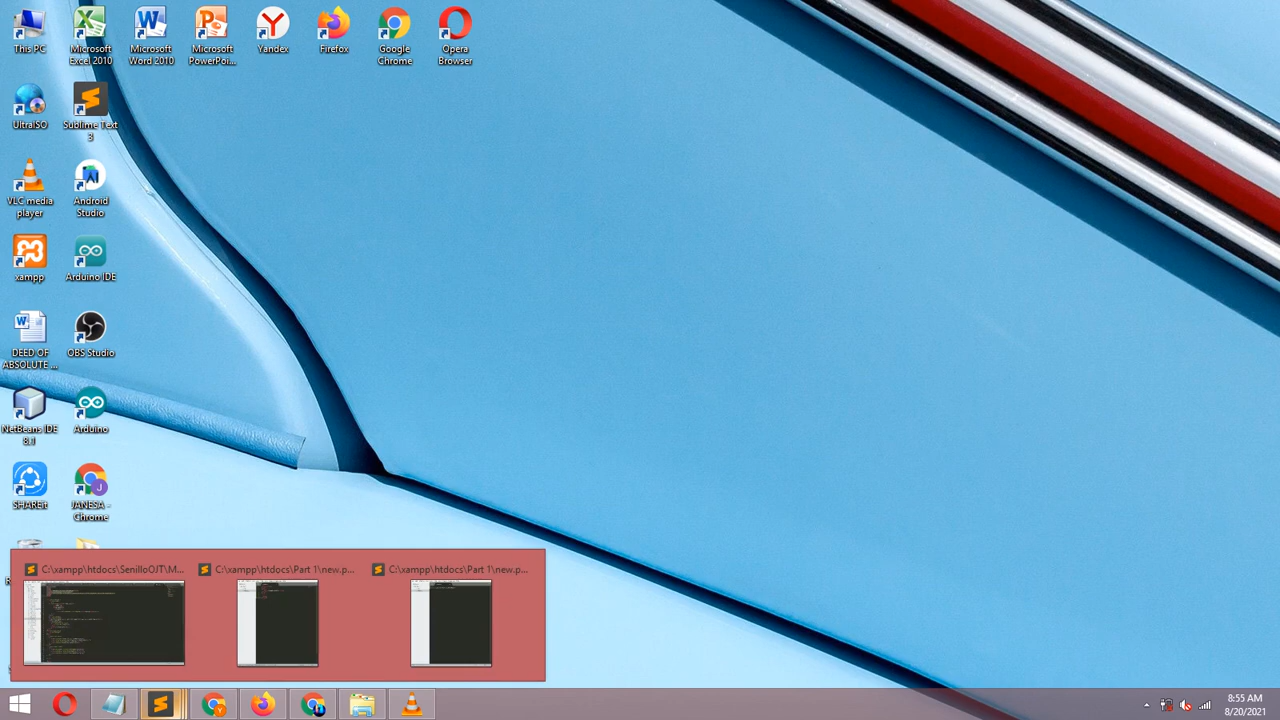 This PC
Microsoft
Excel 2010
Microsoft
Word 2010
Microsoft
PowerPoi...
Yandex
Firefox
Google
Chrome
Opera
Browser
UltraISO
Sublime Text
3
VLC media
player
Android
Studio
xampp
Arduino IDE
DEED OF
ABSOLUTE ...
OBS Studio
NetBeans IDE
8.1
Arduino
SHAREit
JANESA -
Chrome
C:\xampp\htdocs\SenilloOJT\M...
C:\xampp\htdocs\Part 1\new.p...
C:\xampp\htdocs\Part 1\new.p...
8:55 AM
8/20/2021